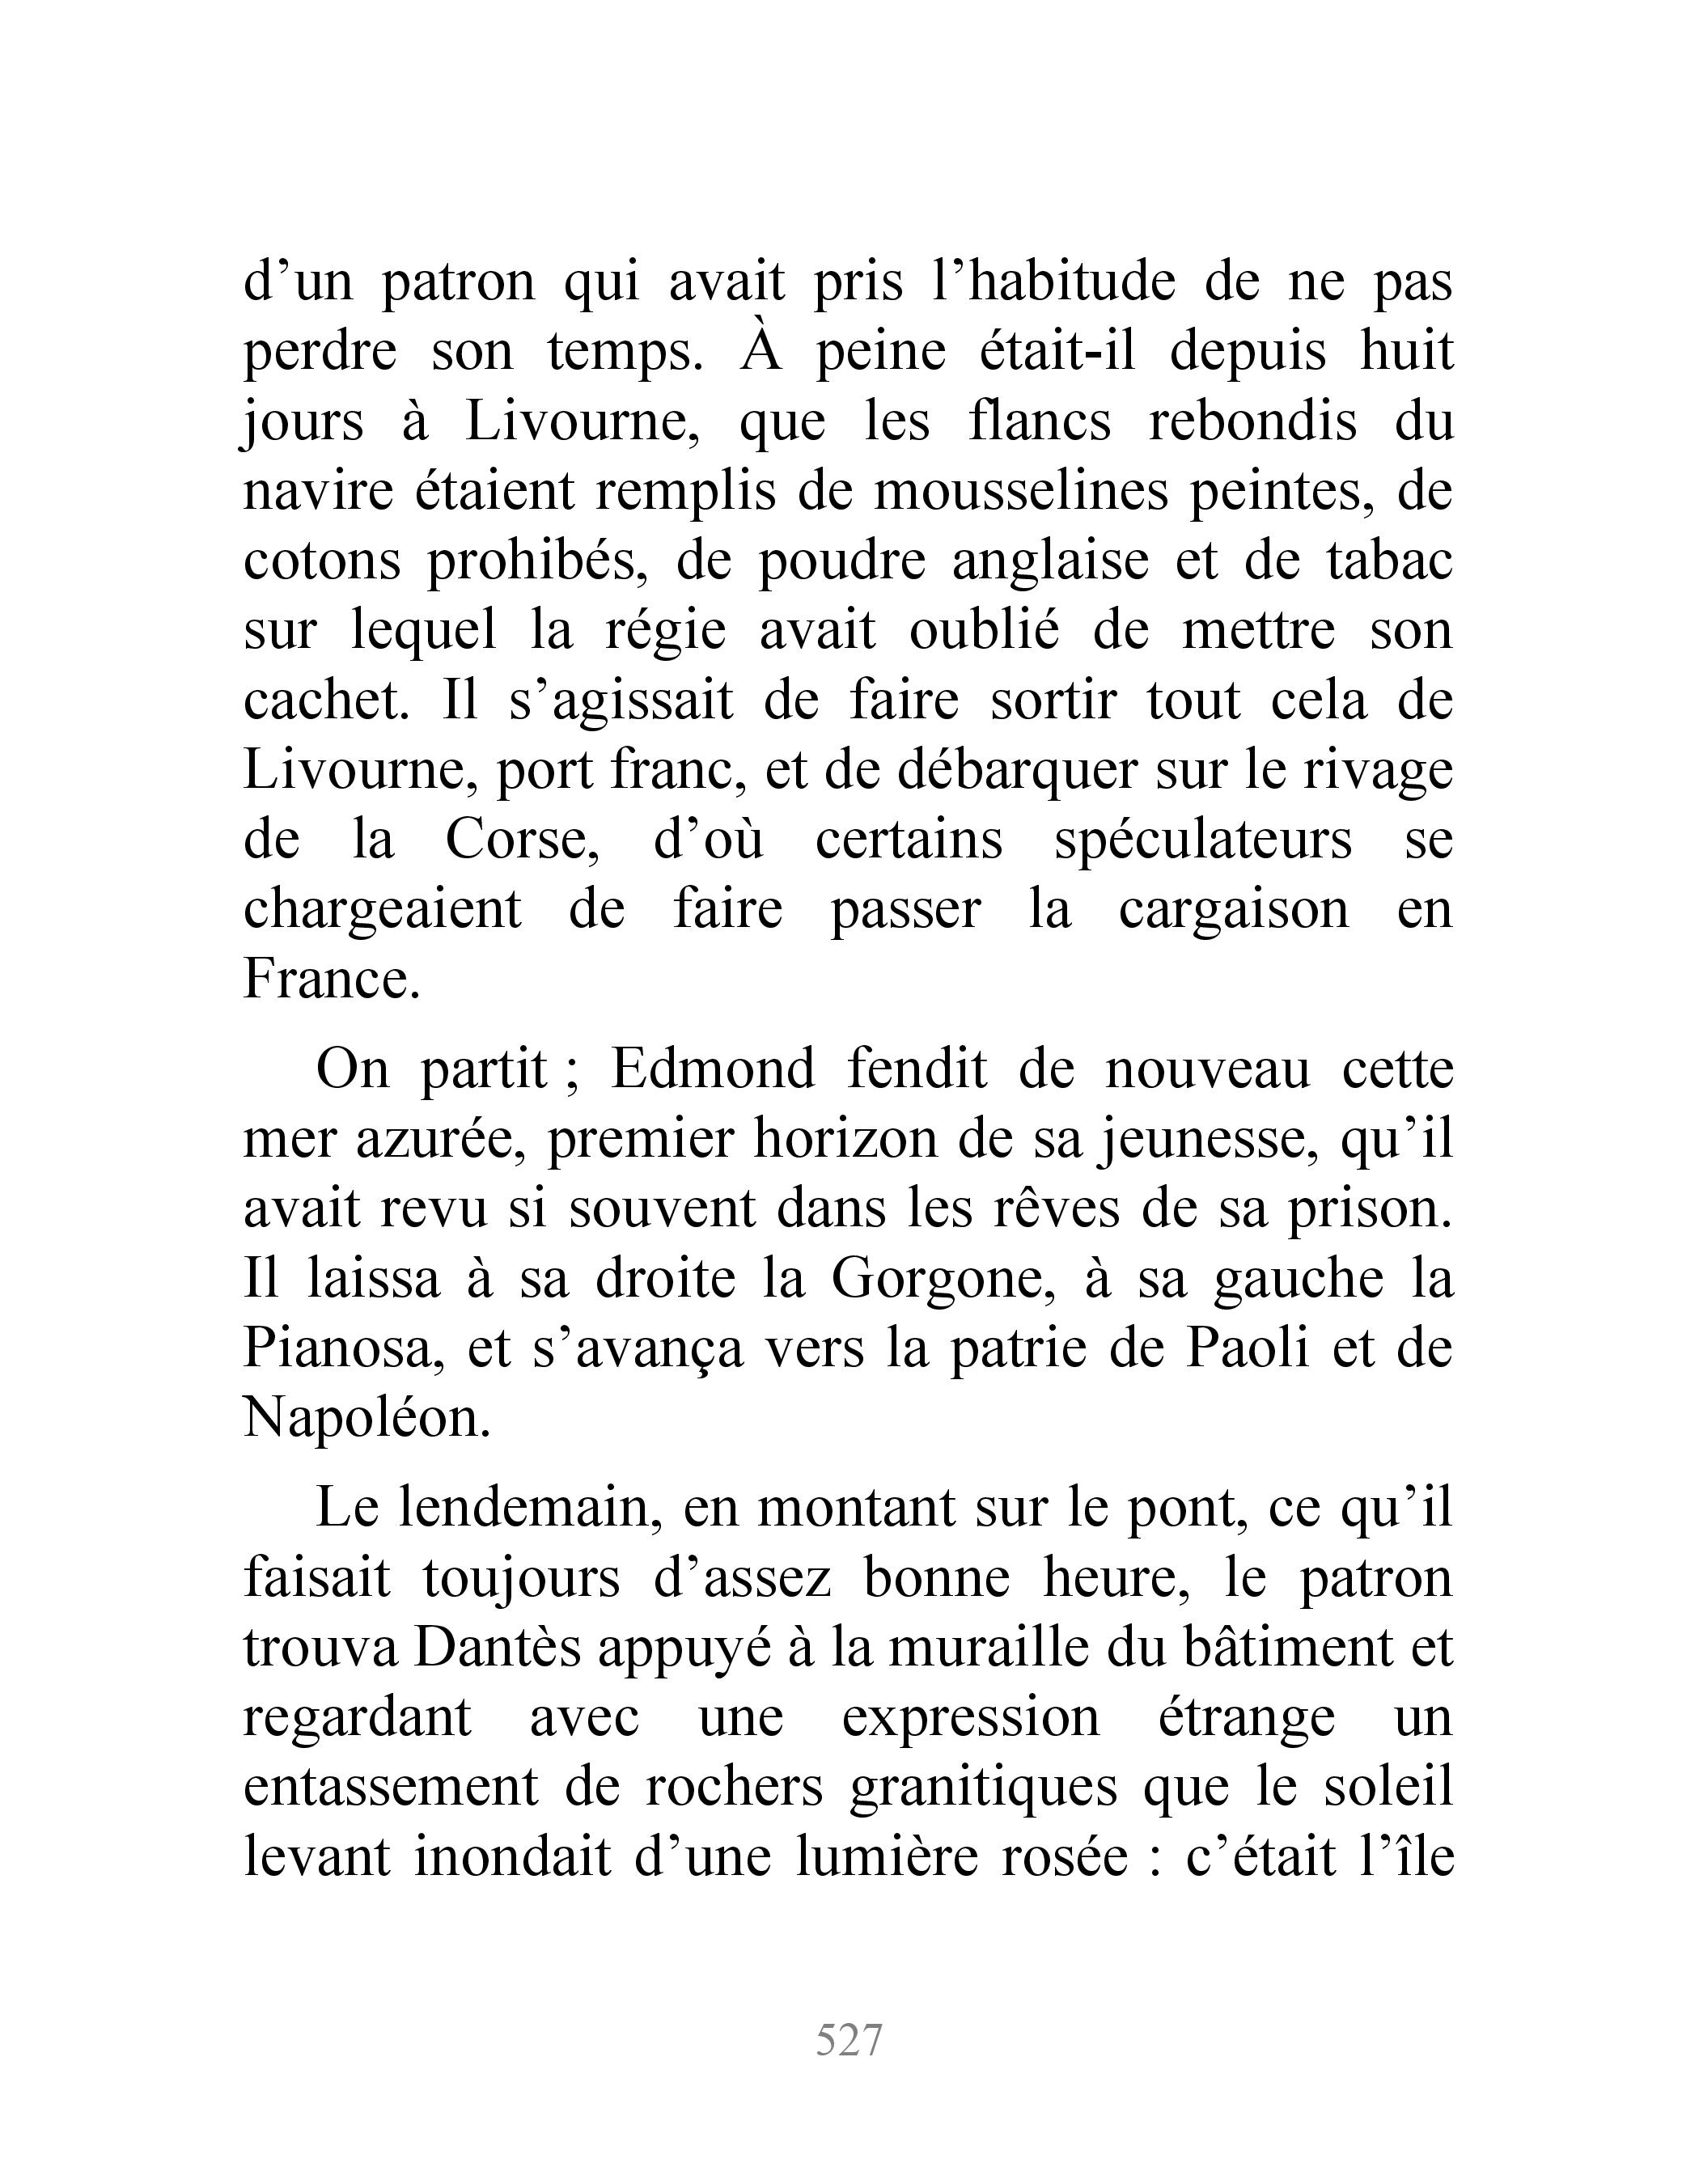 d’un patron qui avait pris l’habitude de ne pas
perdre son temps. À peine était-il depuis huit
jours à Livourne, que les flancs rebondis du
navire étaient remplis de mousselines peintes, de
cotons prohibés, de poudre anglaise et de tabac
sur lequel la régie avait oublié de mettre son
cachet. Il s’agissait de faire sortir tout cela de
Livourne, port franc, et de débarquer sur le rivage
de la Corse, d’où certains spéculateurs se
chargeaient de faire passer la cargaison en
France.
On partit ; Edmond fendit de nouveau cette
mer azurée, premier horizon de sa jeunesse, qu’il
avait revu si souvent dans les rêves de sa prison.
Il laissa à sa droite la Gorgone, à sa gauche la
Pianosa, et s’avança vers la patrie de Paoli et de
Napoléon.
Le lendemain, en montant sur le pont, ce qu’il
faisait toujours d’assez bonne heure, le patron
trouva Dantès appuyé à la muraille du bâtiment et
regardant avec une expression étrange un
entassement de rochers granitiques que le soleil
levant inondait d’une lumière rosée : c’était l’île
527